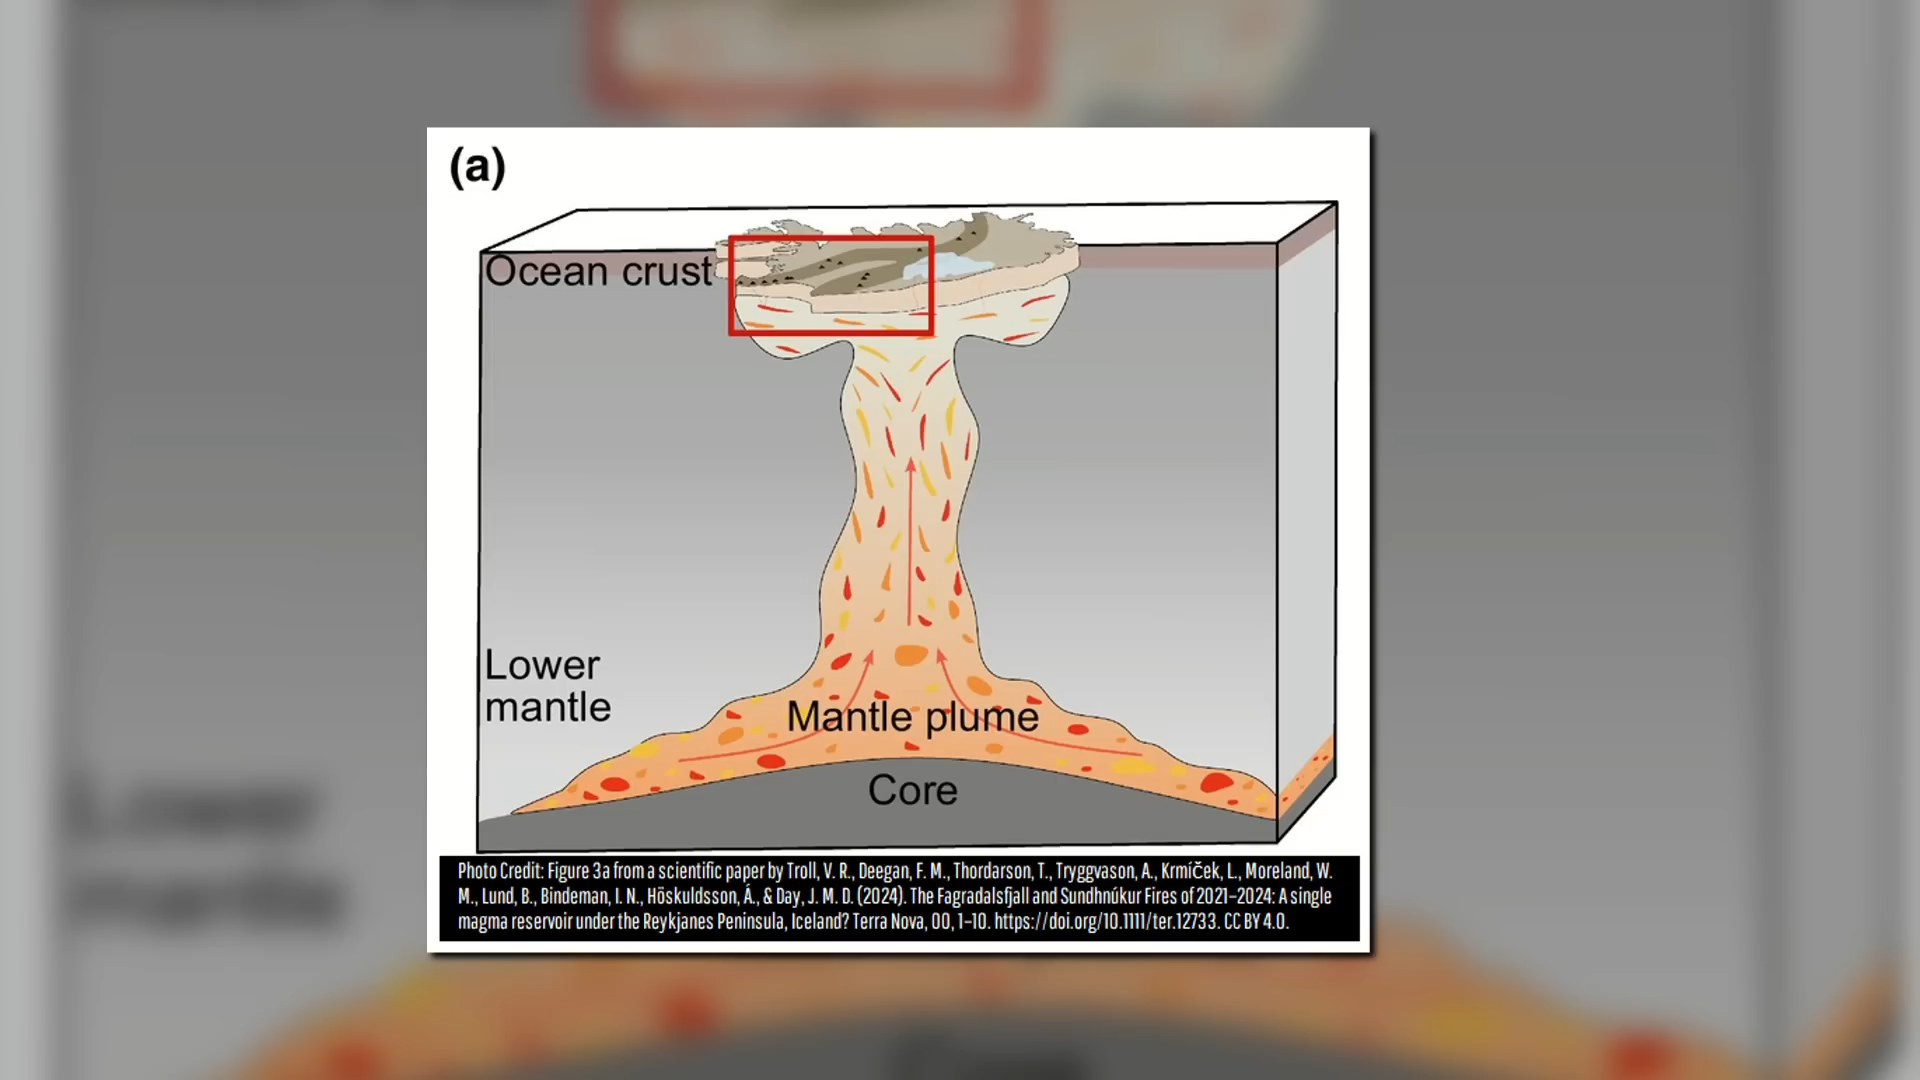 (a)
Ocean crust
Lower
mantle
Mantle plume
Core
Photo Credit: Figure 3a from a scientific paper by Troll, V. R., Deegan, F. M., Thordarson, T., Tryggvason, A., Krmíček, L., Moreland, W.
M., Lund, B., Bindeman, I. N., Höskuldsson, Á., & Day, J. M. D. (2024). The Fagradalsfjall and Sundhnúkur Fires of 2021–2024: A single
magma reservoir under the Reykjanes Peninsula, Iceland? Terra Nova, 00, 1–10. https://doi.org/10.1111/ter.12733. CC BY 4.0.
Lower
mantle